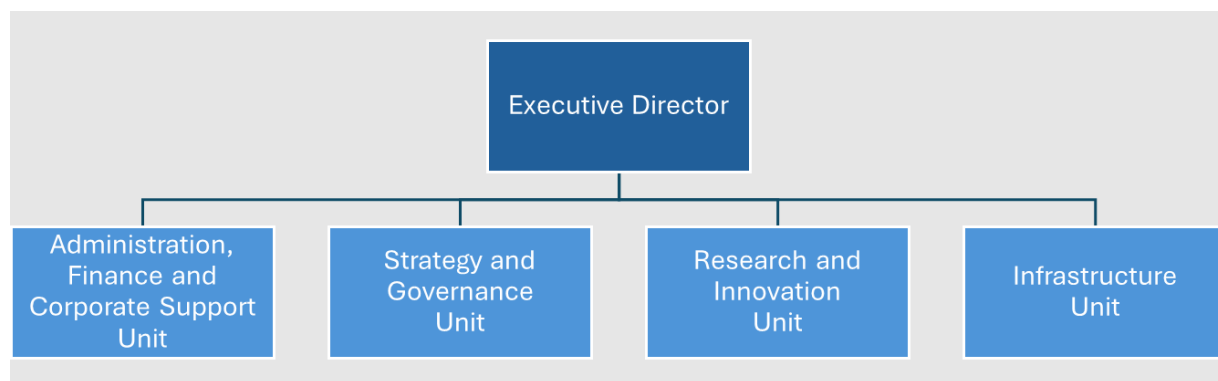 Executive Director
Administration,
Finance and
Corporate Support
Unit
Strategy and
Governance
Unit
Research and
Innovation
Unit
Infrastructure
Unit